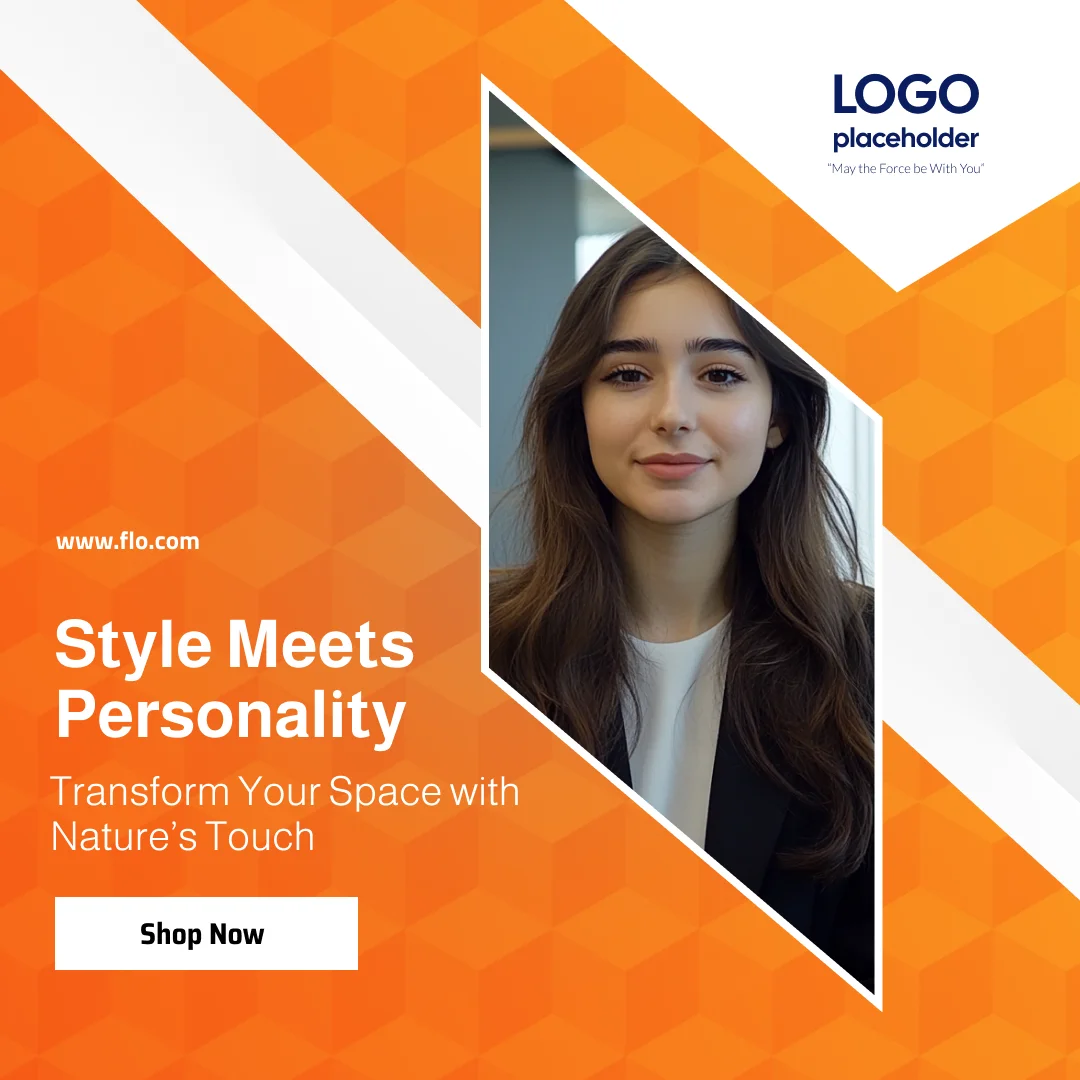 LOGO
placeholder
“May the Force be With You”
www.flo.com
Style Meets
Personality
Transform Your Space with
Nature’s Touch
Shop Now